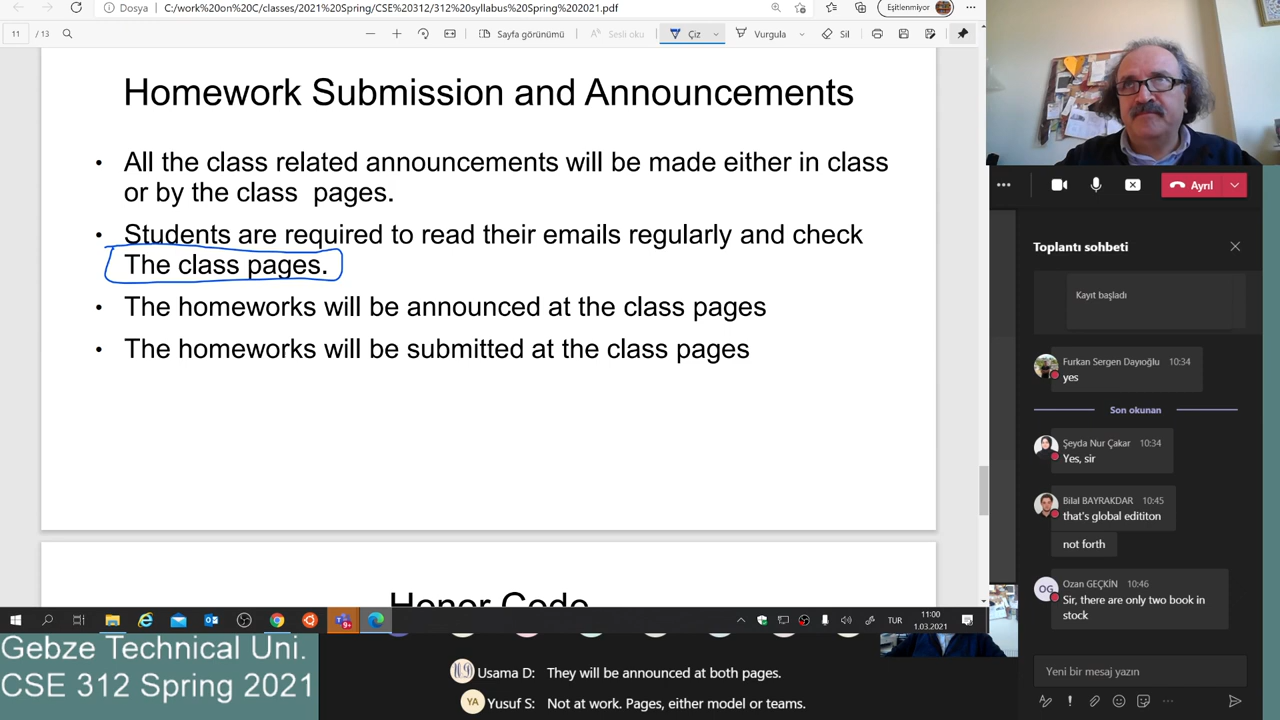 Dosya
C:/work%20on%20C/classes/2021%20Spring/CSE%20312/312%20syllabus%20Spring%202021.pdf
Eşitlenmiyor
11 / 13
Sayfa görünümü
Sesli oku
Çiz
Vurgula
Sil
Homework Submission and Announcements
• All the class related announcements will be made either in class
or by the class pages.
• Students are required to read their emails regularly and check
The class pages.
• The homeworks will be announced at the class pages
• The homeworks will be submitted at the class pages
Honor Code
Ayrıl
Toplantı sohbeti
Kayıt başladı
Furkan Sergen Dayıoğlu 10:34
yes
Son okunan
Şeyda Nur Çakar 10:34
Yes, sir
Bilal BAYRAKDAR 10:45
that's global edititon
not forth
OG
Ozan GEÇKİN 10:46
Sir, there are only two book in
stock
Yeni bir mesaj yazın
TUR
11:00
1.03.2021
Gebze Technical Uni.
CSE 312 Spring 2021
Usama D: They will be announced at both pages.
YA
Yusuf S: Not at work. Pages, either model or teams.